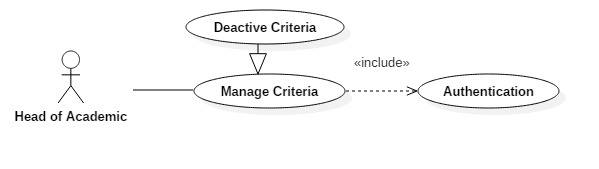 Deactive Criteria
«include»
Manage Criteria
Authentication
Head of Academic